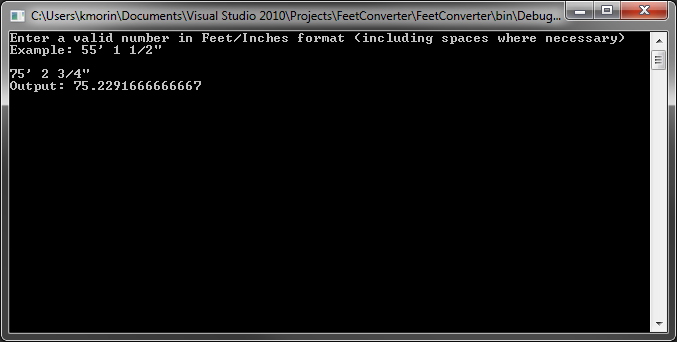 C:\Users\kmorin\Documents\Visual Studio 2010\Projects\FeetConverter\FeetConverter\bin\Debug...
Enter a valid number in Feet/Inches format (including spaces where necessary)
Example: 55' 1 1/2"
75' 2 3/4"
Output: 75.2291666666667